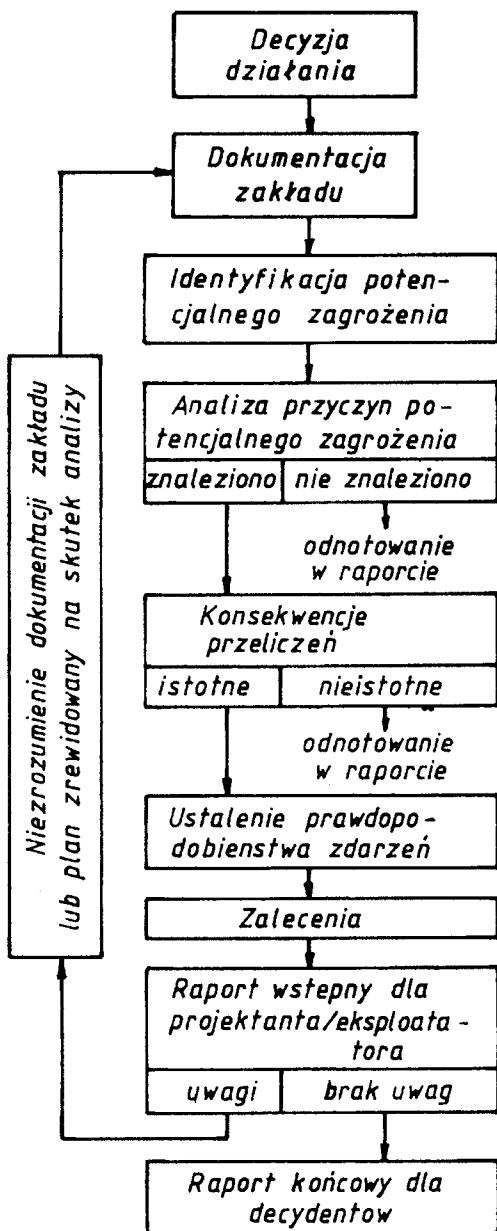 Decyzja
działania
Dokumentacja
zakładu
Identyfikacja poten-
cjalnego zagrożenia
Analiza przyczyn po-
tencjalnego zagrożenia
znaleziono
nie znaleziono
odnotowanie
w raporcie
Konsekwencje
przeliczeń
istotne
nieistotne
odnotowanie
w raporcie
Ustalenie prawdopo-
dobienstwa zdarzeń
Zalecenia
Raport wstępny dla
projektanta/eksploata-
tora
uwagi
brak uwag
Raport końcowy dla
decydentow
Niezrozumienie dokumentacji zakładu
lub plan zrewidowany na skutek analizy